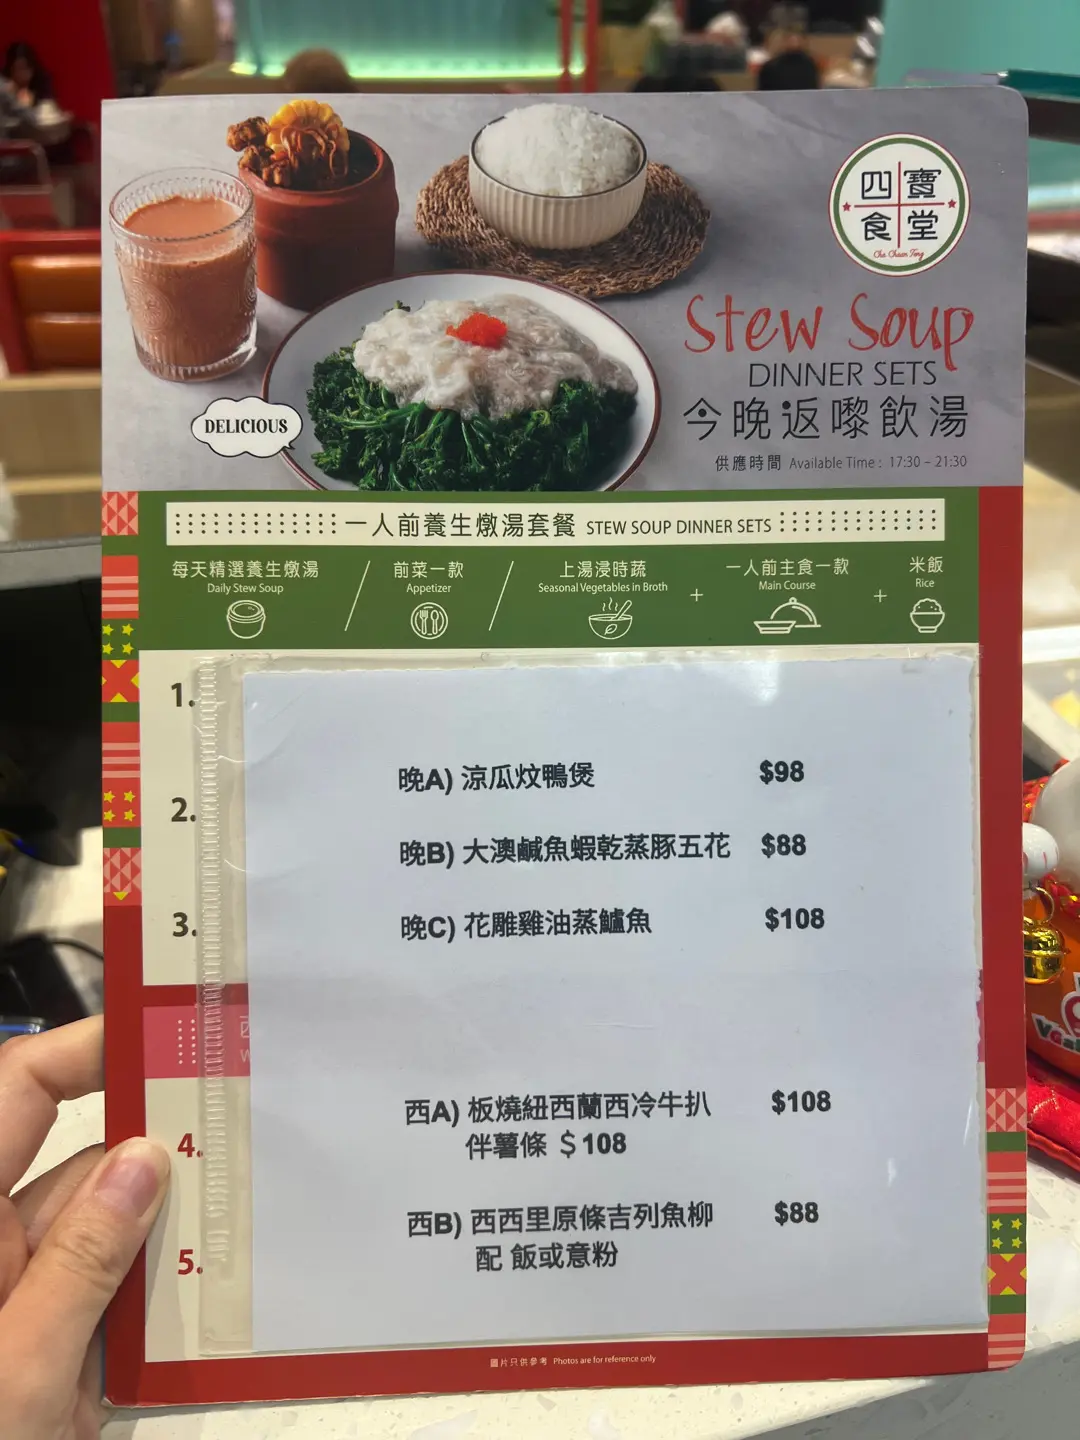 四寶
食堂
Cha Chaan Teng
Stew Soup
DINNER SETS
今晚返嚟飲湯
供應時間 Available Time : 17:30 – 21:30
DELICIOUS
一人前養生燉湯套餐 STEW SOUP DINNER SETS
每天精選養生燉湯 / 前菜一款 / 上湯浸時蔬 + 一人前主食一款 + 米飯
Daily Stew Soup Appetizer Seasonal Vegetables in Broth Main Course Rice
1.
晚A) 涼瓜炆鴨煲 $98
2.
晚B) 大澳鹹魚蝦乾蒸豚五花 $88
3.
晚C) 花雕雞油蒸鱸魚 $108
西
W
西A) 板燒紐西蘭西冷牛扒 $108
4.
伴薯條 $108
西B) 西西里原條吉列魚柳 $88
5.
配 飯或意粉
圖片只供參考 Photos are for reference only